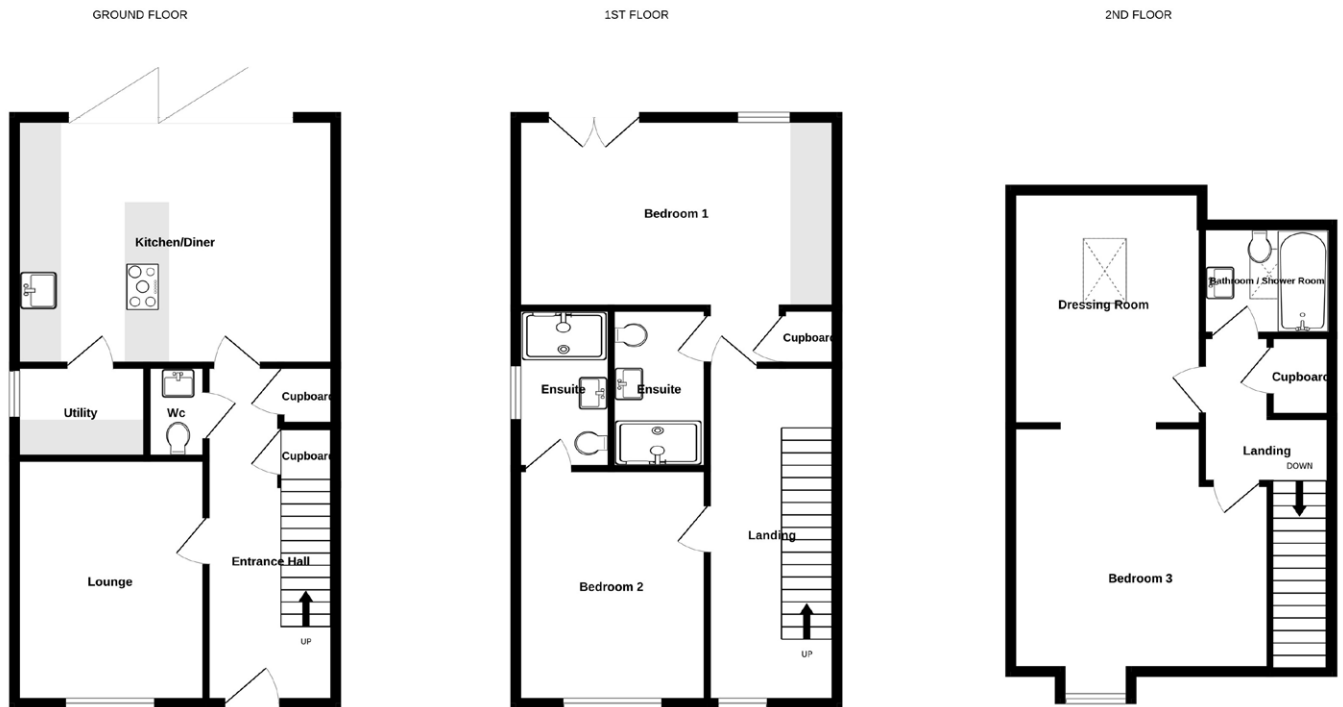 GROUND FLOOR
Kitchen/Diner
Utility
Wc
Cupboard
Cupboard
Entrance Hall
Lounge
UP
1ST FLOOR
Bedroom 1
Cupboard
Ensuite
Ensuite
Landing
Bedroom 2
UP
2ND FLOOR
Bathroom / Shower Room
Dressing Room
Cupboard
Landing
DOWN
Bedroom 3